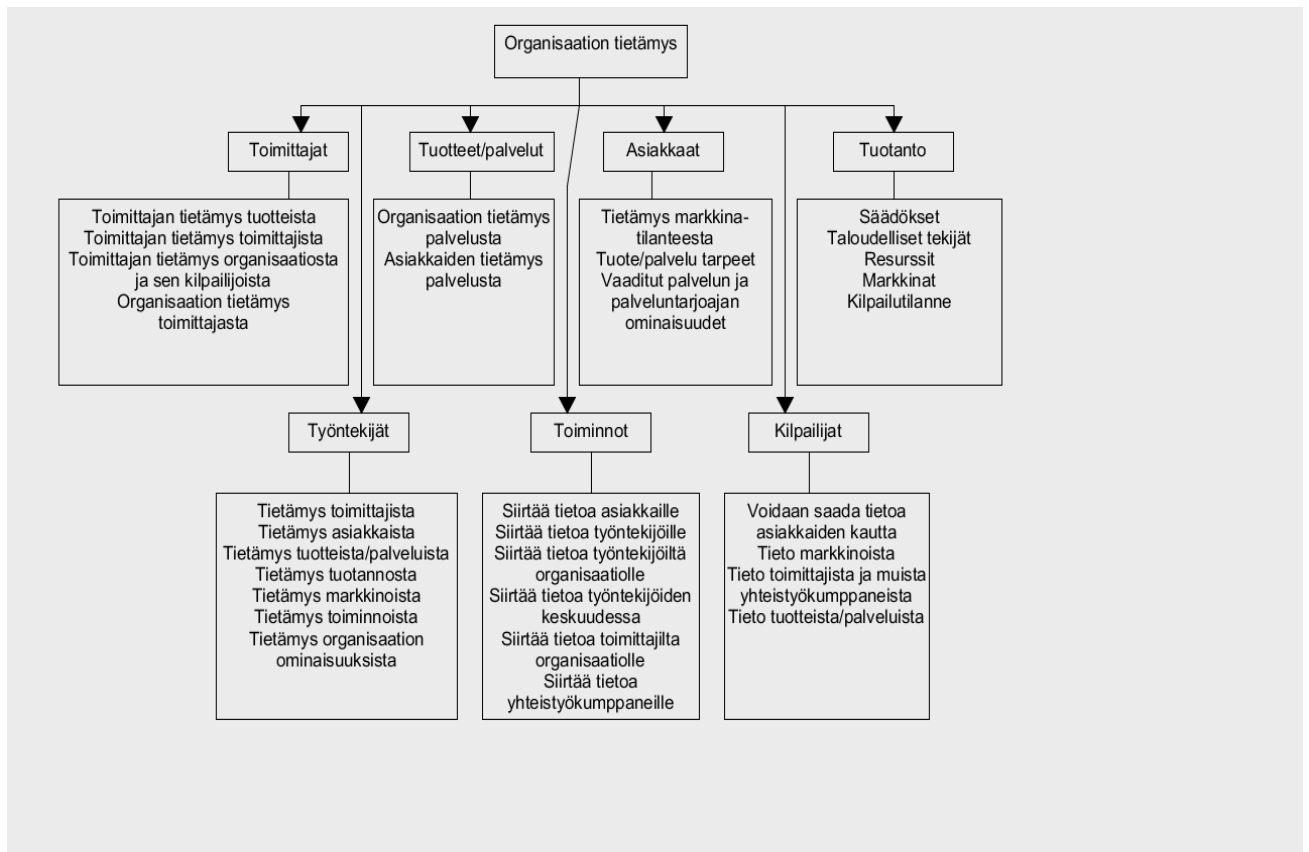 Organisaation tietämys
Toimittajat
Tuotteet/palvelut
Asiakkaat
Tuotanto
Toimittajan tietämys tuotteista
Toimittajan tietämys toimittajista
Toimittajan tietämys organisaatiosta
ja sen kilpailijoista
Organisaation tietämys
toimittajasta
Organisaation tietämys
palvelusta
Asiakkaiden tietämys
palvelusta
Tietämys markkina-
tilanteesta
Tuote/palvelu tarpeet
Vaaditut palvelun ja
palveluntarjoajan
ominaisuudet
Säädökset
Taloudelliset tekijät
Resurssit
Markkinat
Kilpailutilanne
Työntekijät
Toiminnot
Kilpailijat
Tietämys toimittajista
Tietämys asiakkaista
Tietämys tuotteista/palveluista
Tietämys tuotannosta
Tietämys markkinoista
Tietämys toiminnoista
Tietämys organisaation
ominaisuuksista
Siirtää tietoa asiakkaille
Siirtää tietoa työntekijöille
Siirtää tietoa työntekijöiltä
organisaatiolle
Siirtää tietoa työntekijöiden
keskuudessa
Siirtää tietoa toimittajilta
organisaatiolle
Siirtää tietoa
yhteistyökumppaneille
Voidaan saada tietoa
asiakkaiden kautta
Tieto markkinoista
Tieto toimittajista ja muista
yhteistyökumppaneista
Tieto tuotteista/palveluista